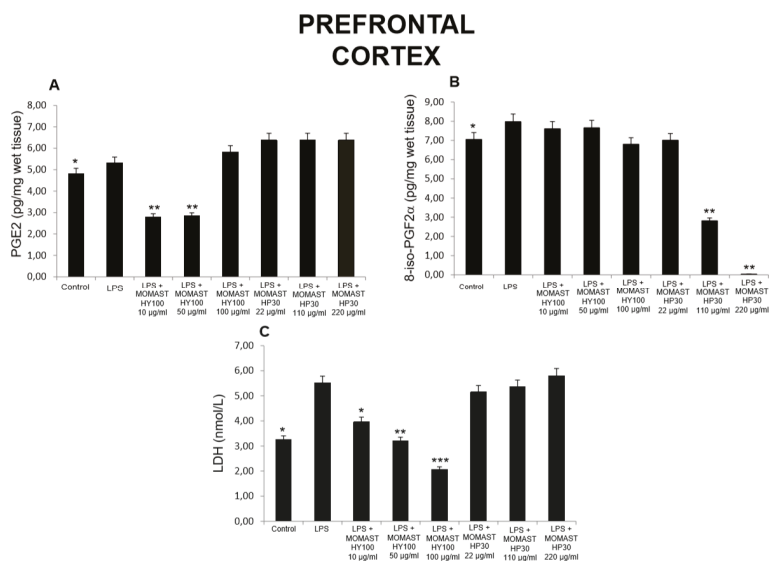 PREFRONTAL
CORTEX
A
PGE2 (pg/mg wet tissue)
8,00
7,00
6,00
5,00
4,00
3,00
2,00
1,00
0,00
*
**
**
Control
LPS
LPS +
MOMAST
HY100
10 µg/ml
LPS +
MOMAST
HY100
50 µg/ml
LPS +
MOMAST
HY100
100 µg/ml
LPS +
MOMAST
HP30
22 µg/ml
LPS +
MOMAST
HP30
110 µg/ml
LPS +
MOMAST
HP30
220 µg/ml
B
8-iso-PGF2α (pg/mg wet tissue)
9,00
8,00
7,00
6,00
5,00
4,00
3,00
2,00
1,00
0,00
*
**
**
Control
LPS
LPS +
MOMAST
HY100
10 µg/ml
LPS +
MOMAST
HY100
50 µg/ml
LPS +
MOMAST
HY100
100 µg/ml
LPS +
MOMAST
HP30
22 µg/ml
LPS +
MOMAST
HP30
110 µg/ml
LPS +
MOMAST
HP30
220 µg/ml
C
LDH (nmol/L)
7,00
6,00
5,00
4,00
3,00
2,00
1,00
0,00
*
*
**
***
Control
LPS
LPS +
MOMAST
HY100
10 µg/ml
LPS +
MOMAST
HY100
50 µg/ml
LPS +
MOMAST
HY100
100 µg/ml
LPS +
MOMAST
HP30
22 µg/ml
LPS +
MOMAST
HP30
110 µg/ml
LPS +
MOMAST
HP30
220 µg/ml